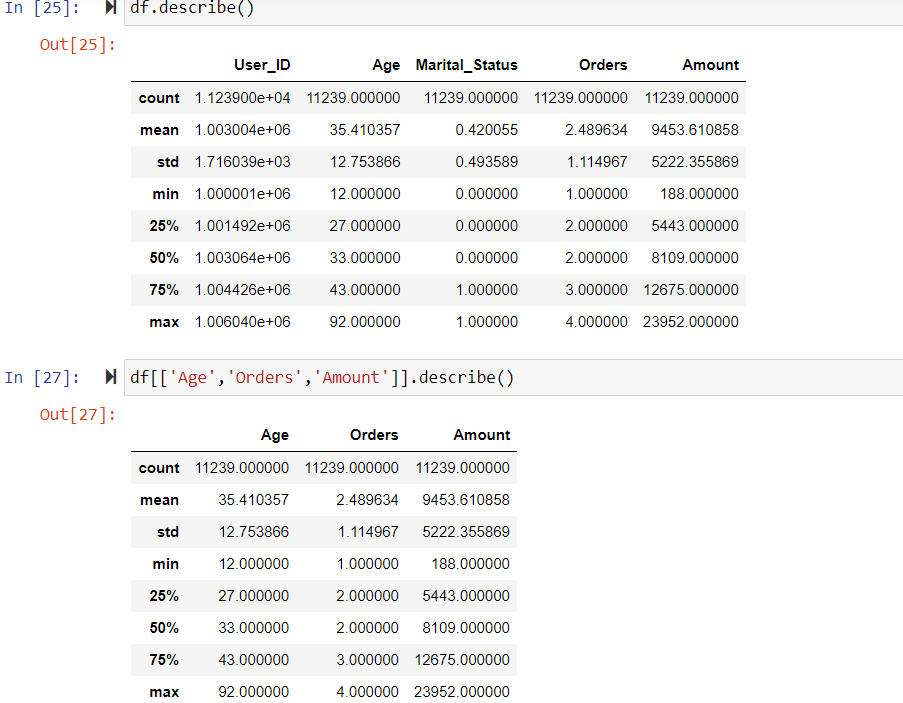 In [25]: df.describe()
Out[25]:
User_ID Age Marital_Status Orders Amount
count 1.123900e+04 11239.000000 11239.000000 11239.000000 11239.000000
mean 1.003004e+06 35.410357 0.420055 2.489634 9453.610858
std 1.716039e+03 12.753866 0.493589 1.114967 5222.355869
min 1.000001e+06 12.000000 0.000000 1.000000 188.000000
25% 1.001492e+06 27.000000 0.000000 2.000000 5443.000000
50% 1.003064e+06 33.000000 0.000000 2.000000 8109.000000
75% 1.004426e+06 43.000000 1.000000 3.000000 12675.000000
max 1.006040e+06 92.000000 1.000000 4.000000 23952.000000
In [27]: df[['Age','Orders','Amount']].describe()
Out[27]:
Age Orders Amount
count 11239.000000 11239.000000 11239.000000
mean 35.410357 2.489634 9453.610858
std 12.753866 1.114967 5222.355869
min 12.000000 1.000000 188.000000
25% 27.000000 2.000000 5443.000000
50% 33.000000 2.000000 8109.000000
75% 43.000000 3.000000 12675.000000
max 92.000000 4.000000 23952.000000